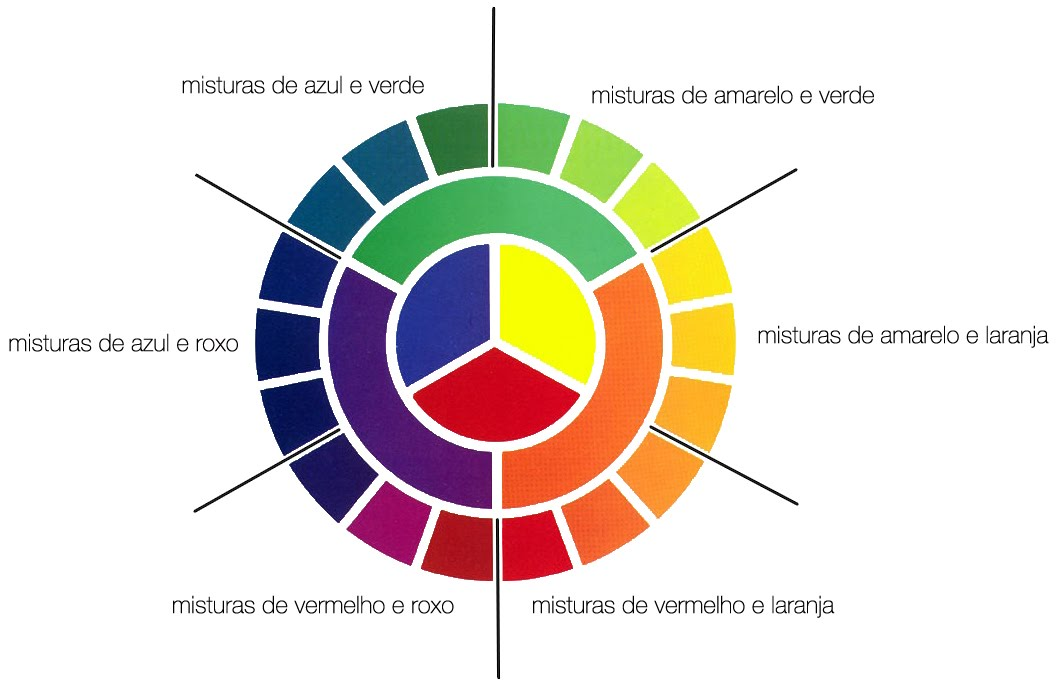 misturas de azul e verde
misturas de amarelo e verde
misturas de azul e roxo
misturas de amarelo e laranja
misturas de vermelho e roxo
misturas de vermelho e laranja